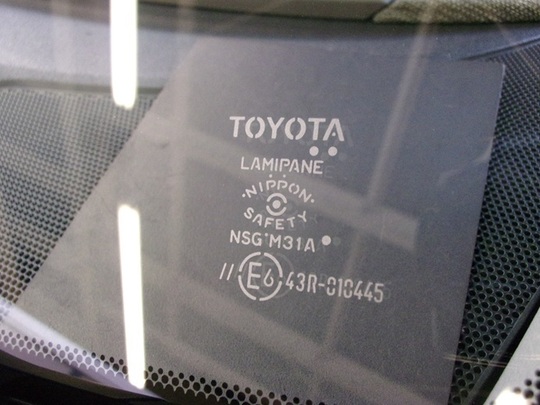 TOYOTA
LAMIPANE
NIPPON
SAFETY
NSG M31A
// E6 43R-010445